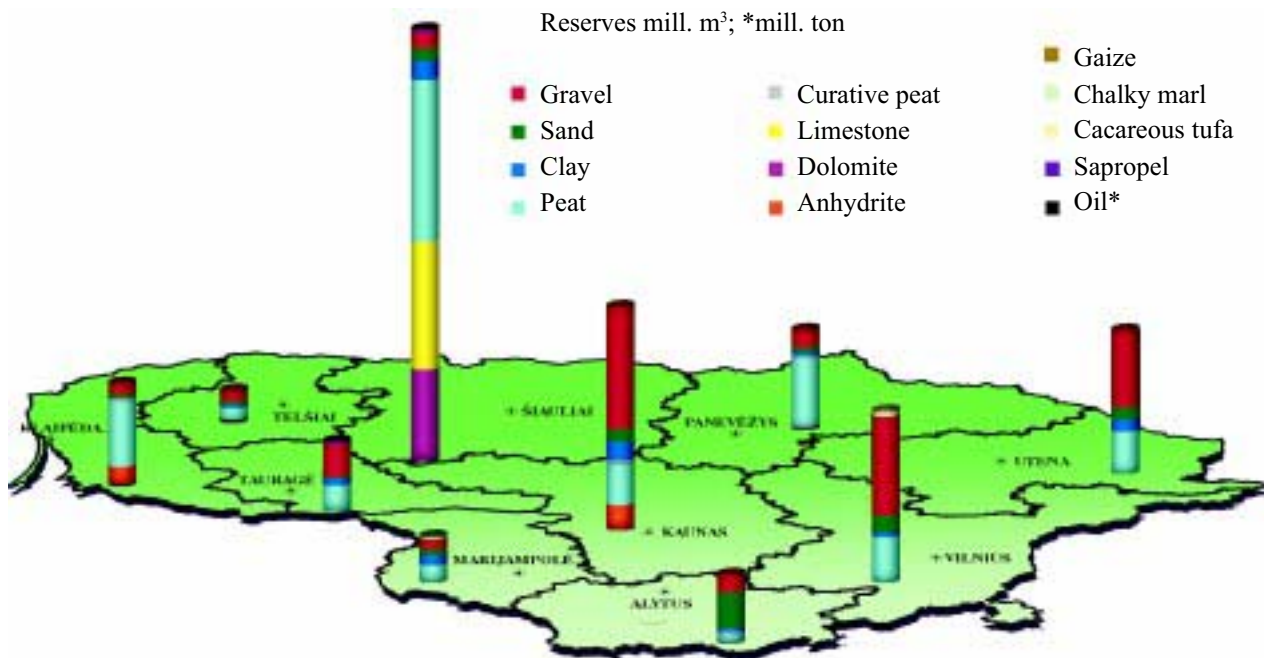 Reserves mill. m³; *mill. ton
Gravel
Sand
Clay
Peat
Curative peat
Limestone
Dolomite
Anhydrite
Gaize
Chalky marl
Cacareous tufa
Sapropel
Oil*
TELŠIAI
ŠIAULIAI
PANEVĖŽYS
KLAIPĖDA
UTENA
TAURAGĖ
KAUNAS
MARIJAMPOLĖ
VILNIUS
ALYTUS